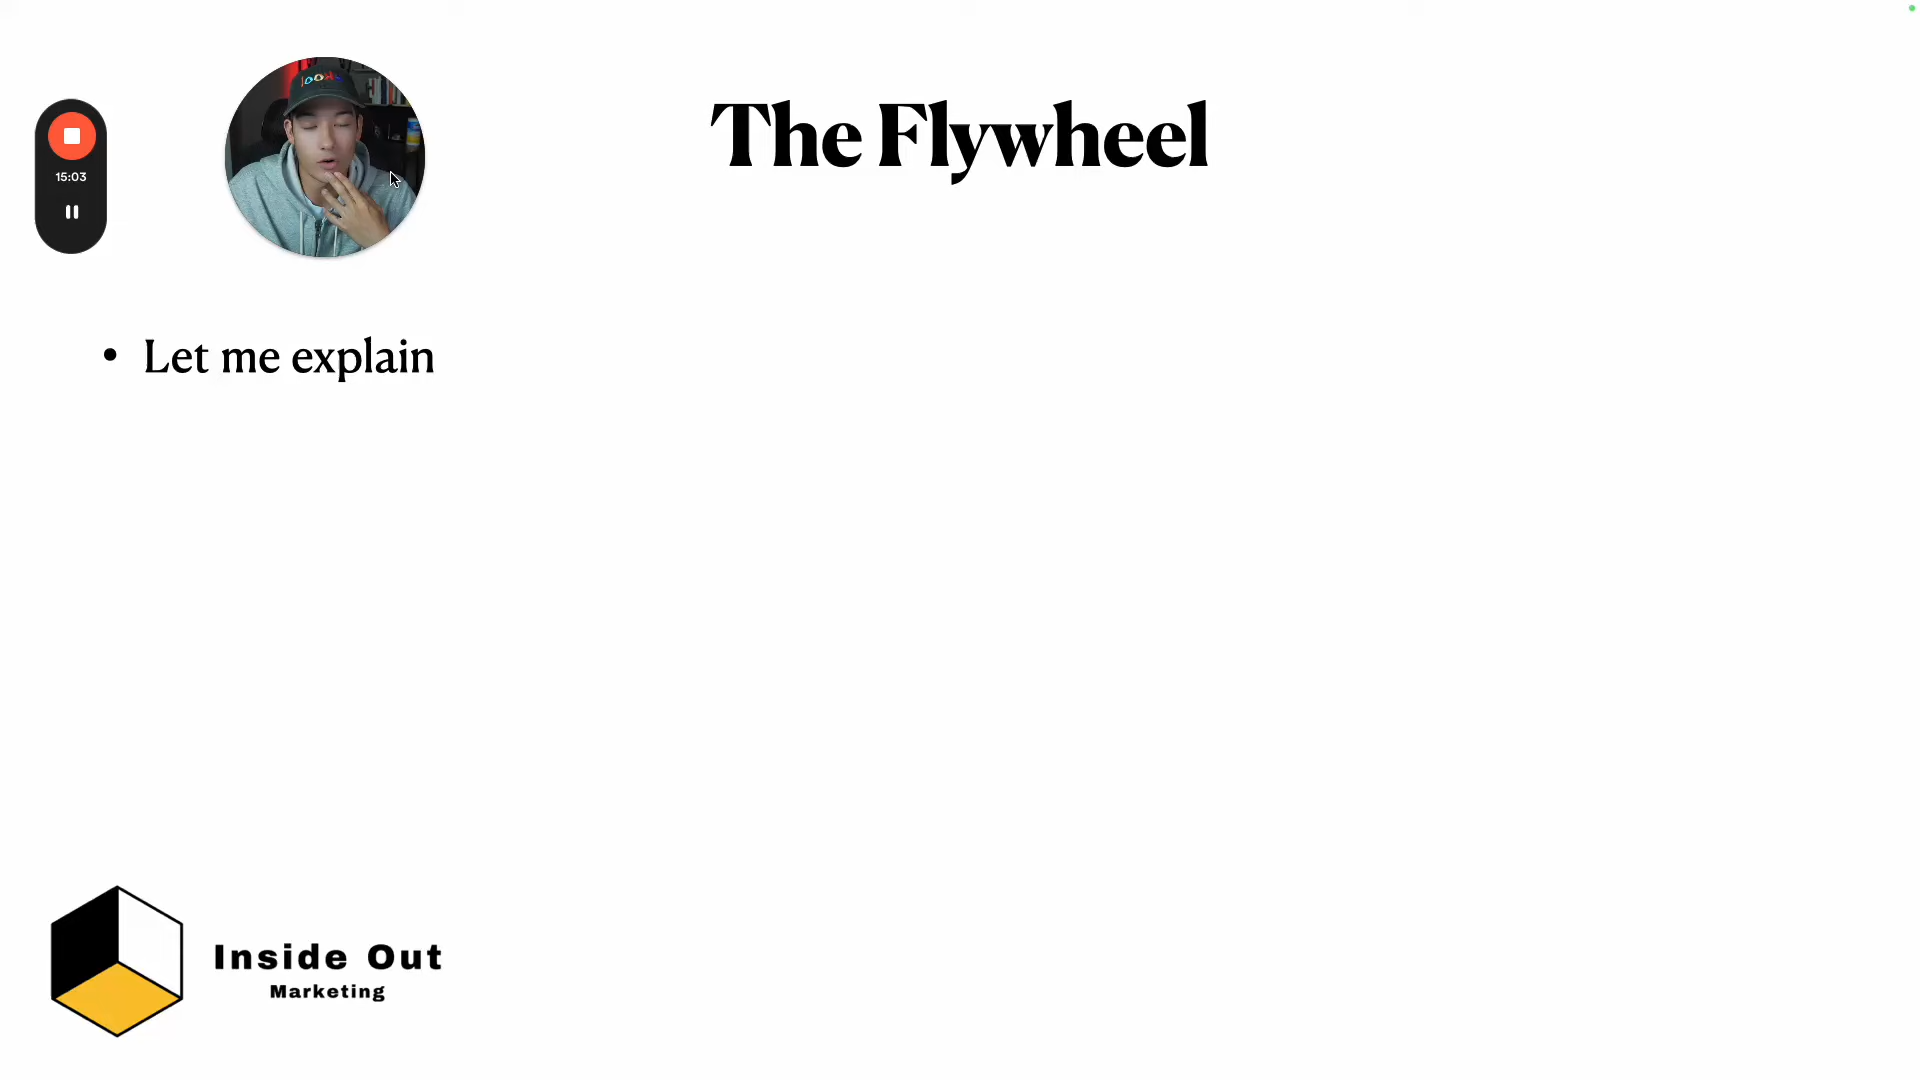 The Flywheel
15:03
• Let me explain
Inside Out
Marketing